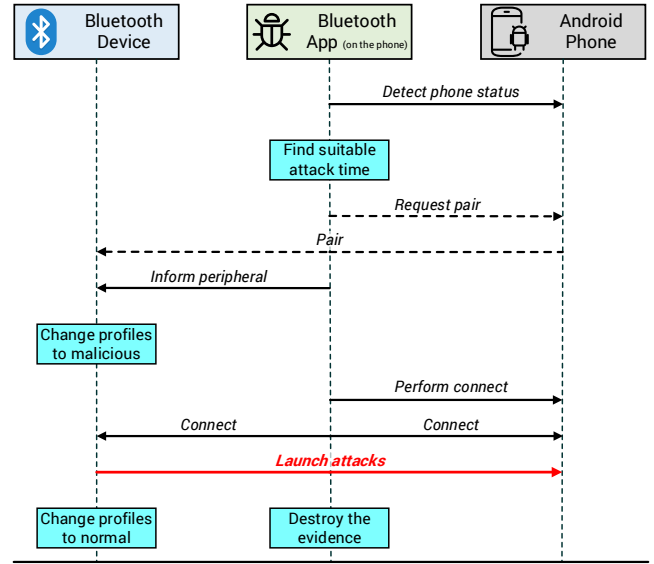 Bluetooth
Device
Bluetooth
App (on the phone)
Android
Phone
Detect phone status
Find suitable
attack time
Request pair
Pair
Inform peripheral
Change profiles
to malicious
Perform connect
Connect
Connect
Launch attacks
Change profiles
to normal
Destroy the
evidence